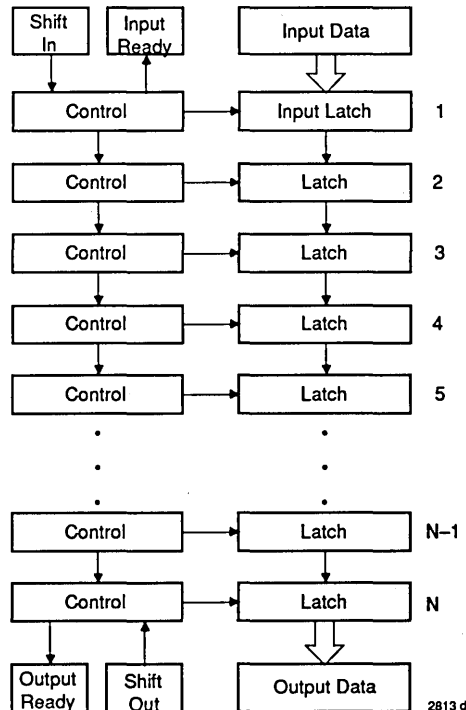 Shift
In
Input
Ready
Input Data
Control
Input Latch
1
Control
Latch
2
Control
Latch
3
Control
Latch
4
Control
Latch
5
Control
Latch
N–1
Control
Latch
N
Output
Ready
Shift
Out
Output Data
2813 d